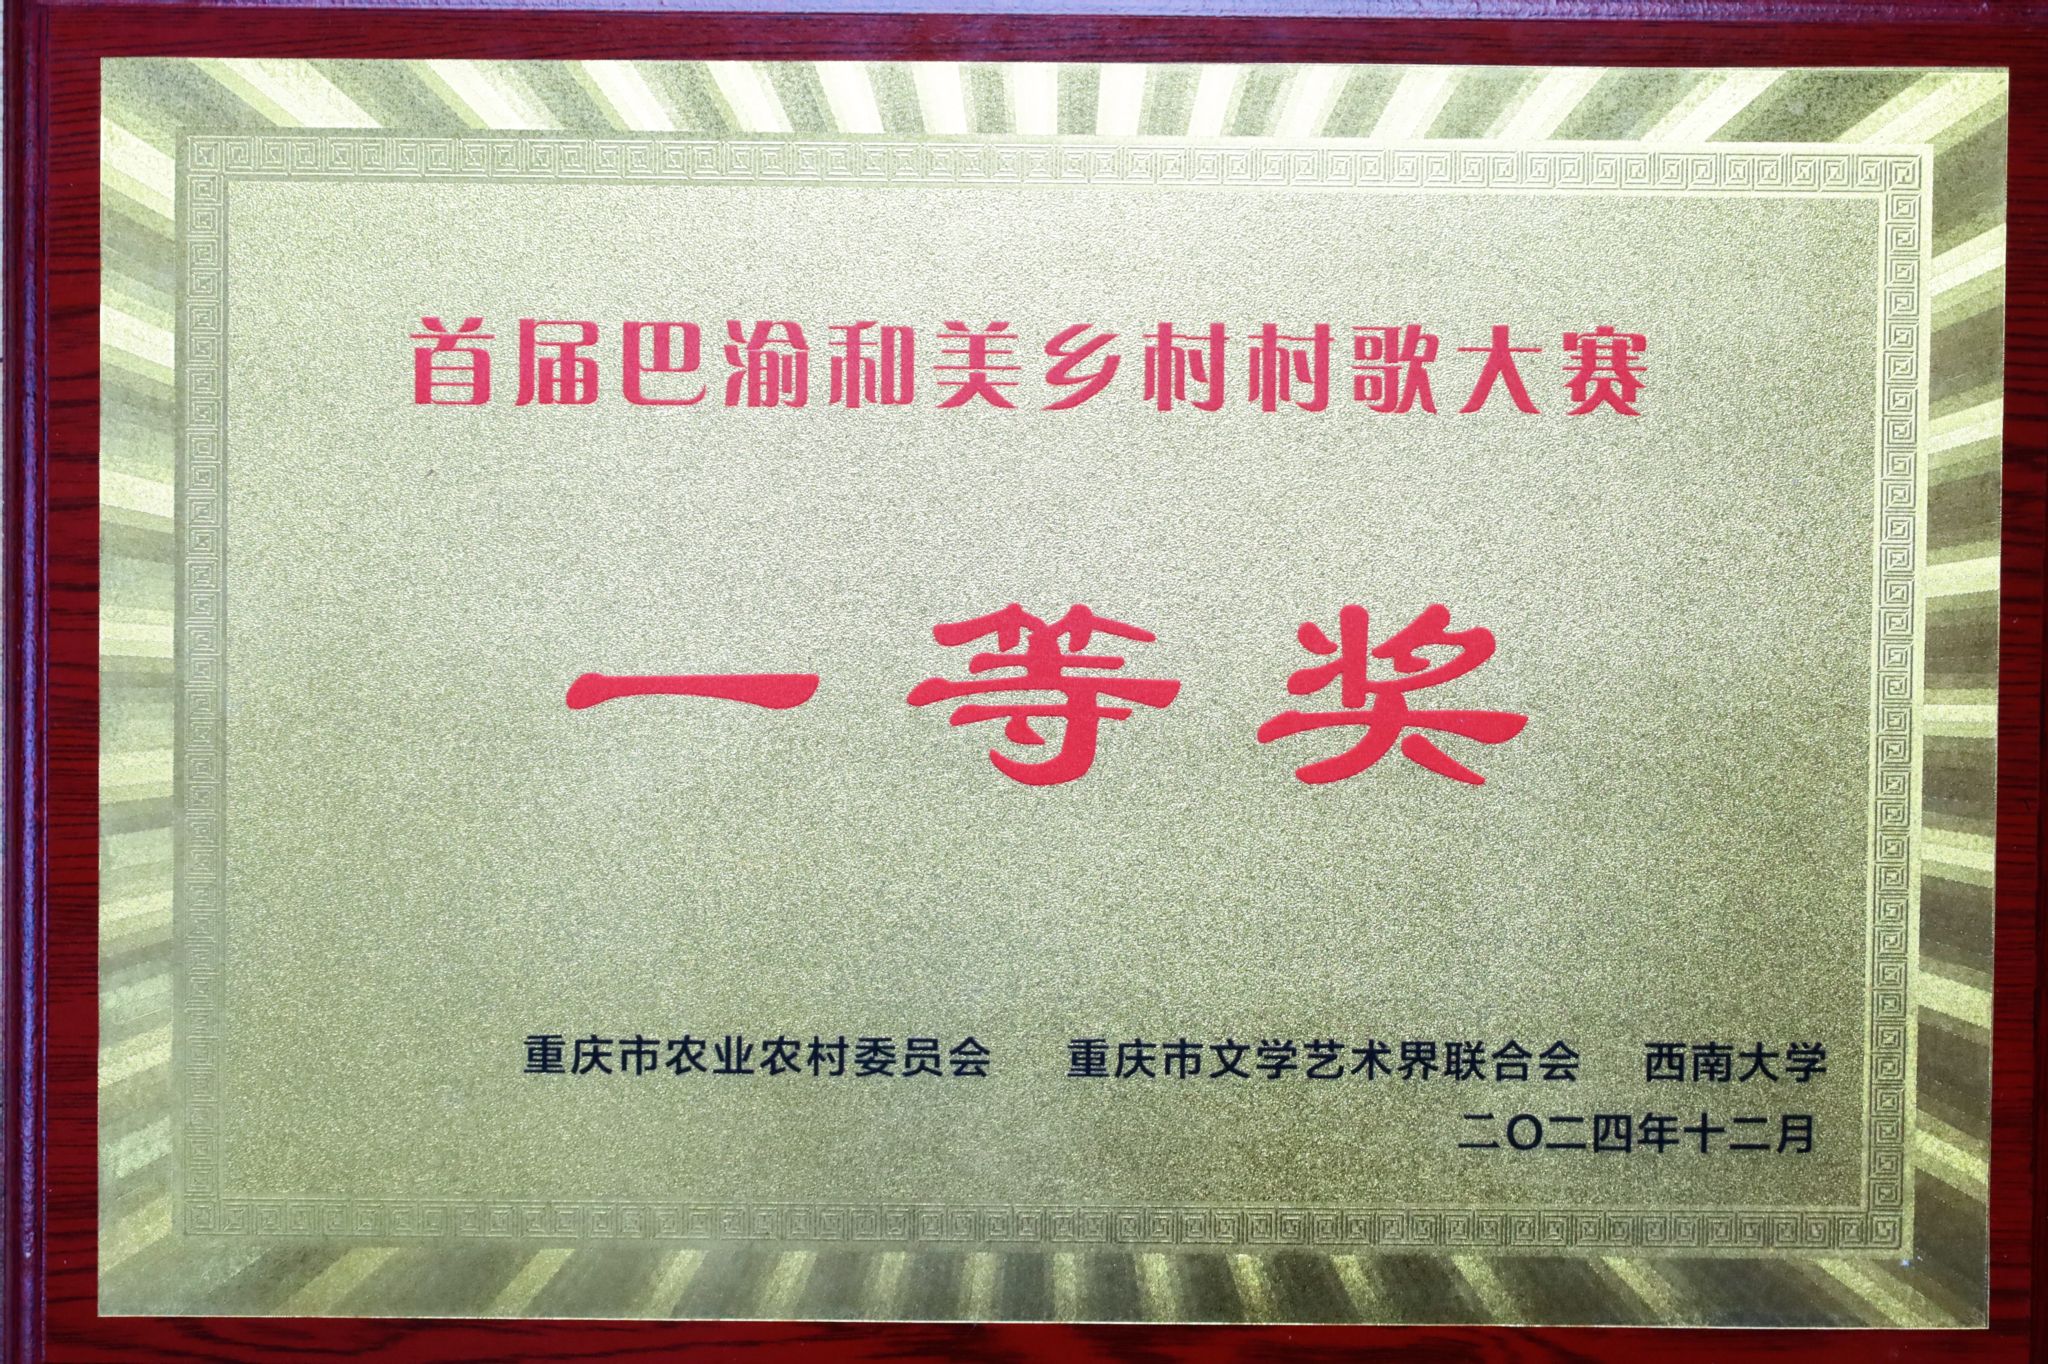 首届巴渝和美乡村村歌大赛
一等奖
重庆市农业农村委员会 重庆市文学艺术界联合会 西南大学
二〇二四年十二月